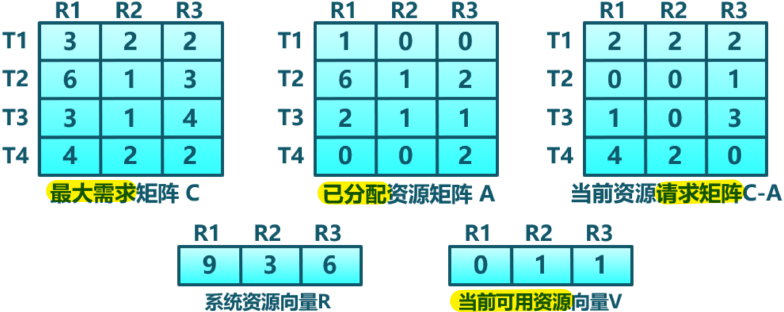 R1 R2 R3 R1 R2 R3 R1 R2 R3
T1 3 2 2 T1 1 0 0 T1 2 2 2
T2 6 1 3 T2 6 1 2 T2 0 0 1
T3 3 1 4 T3 2 1 1 T3 1 0 3
T4 4 2 2 T4 0 0 2 T4 4 2 0
最大需求矩阵 C 已分配资源矩阵 A 当前资源请求矩阵C-A
R1 R2 R3 R1 R2 R3
9 3 6 0 1 1
系统资源向量R 当前可用资源向量V